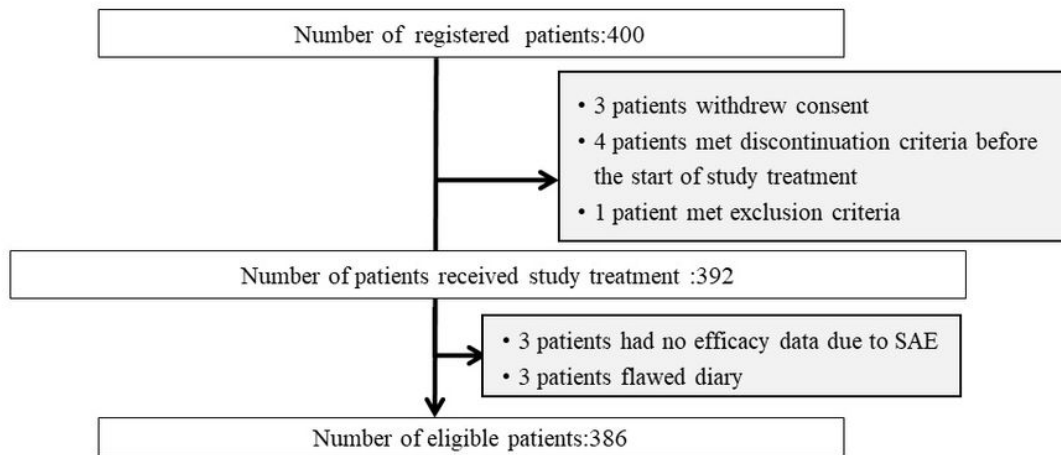 Number of registered patients:400
• 3 patients withdrew consent
• 4 patients met discontinuation criteria before
the start of study treatment
• 1 patient met exclusion criteria
Number of patients received study treatment :392
• 3 patients had no efficacy data due to SAE
• 3 patients flawed diary
Number of eligible patients:386